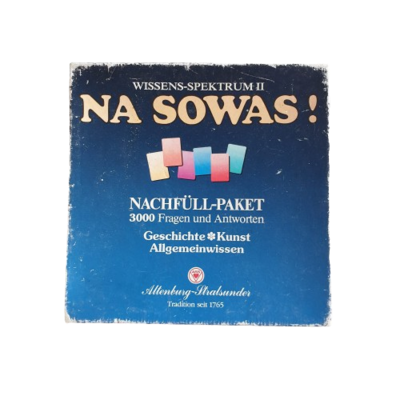 WISSENS-SPEKTRUM II
NA SOWAS!
NACHFÜLL-PAKET
3000 Fragen und Antworten
Geschichte✽Kunst
Allgemeinwissen
Altenburg-Stralsunder
Tradition seit 1765